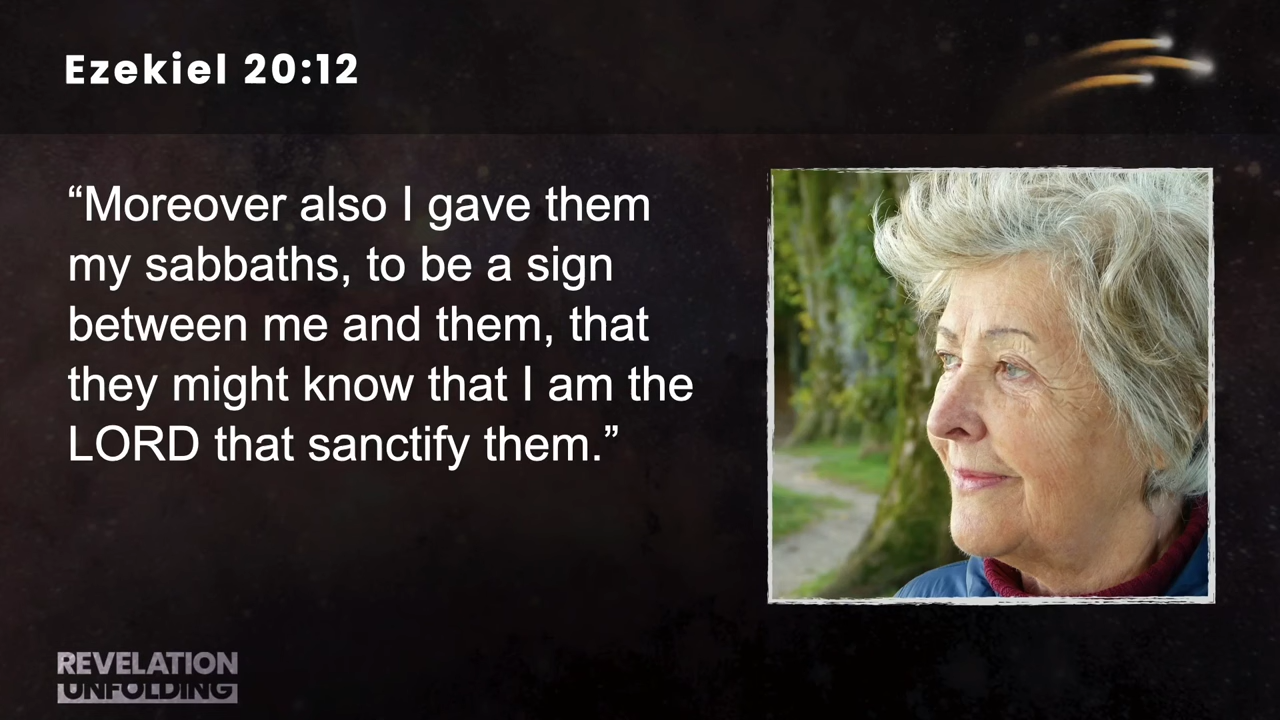 Ezekiel 20:12
“Moreover also I gave them
my sabbaths, to be a sign
between me and them, that
they might know that I am the
LORD that sanctify them.”
REVELATION
UNFOLDING